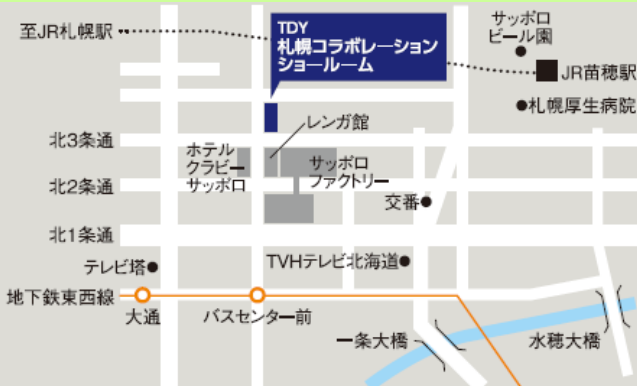 至JR札幌駅
TDY
札幌コラボレーション
ショールーム
サッポロ
ビール園
JR苗穂駅
札幌厚生病院
レンガ館
北3条通
ホテル
クラビー
サッポロ
サッポロ
ファクトリー
北2条通
交番
北1条通
テレビ塔
TVHテレビ北海道
地下鉄東西線
大通
バスセンター前
一条大橋
水穂大橋